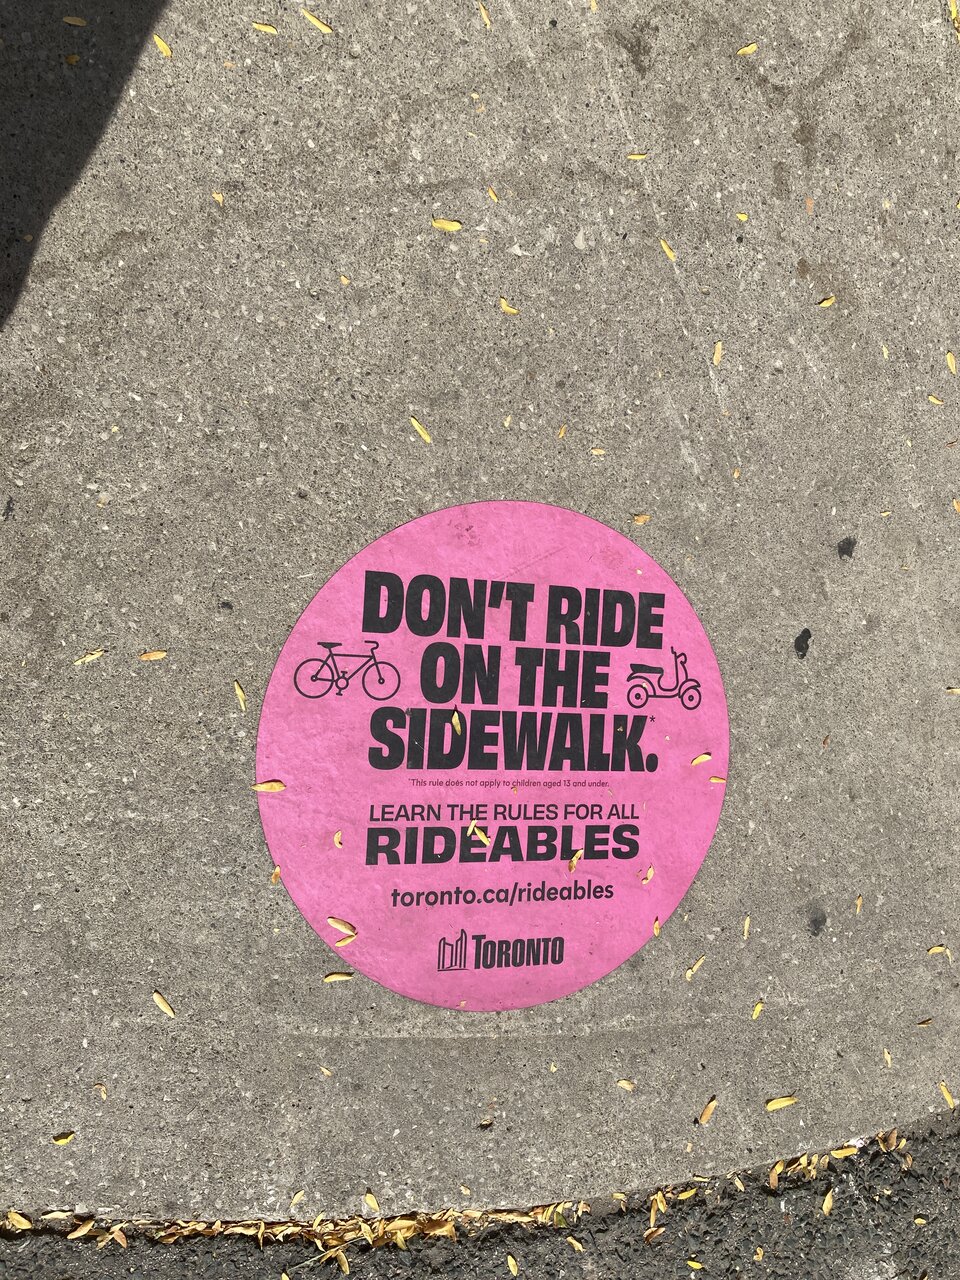 DON'T RIDE
ON THE
SIDEWALK.*
*This rule does not apply to children aged 13 and under.
LEARN THE RULES FOR ALL
RIDEABLES
toronto.ca/rideables
TORONTO